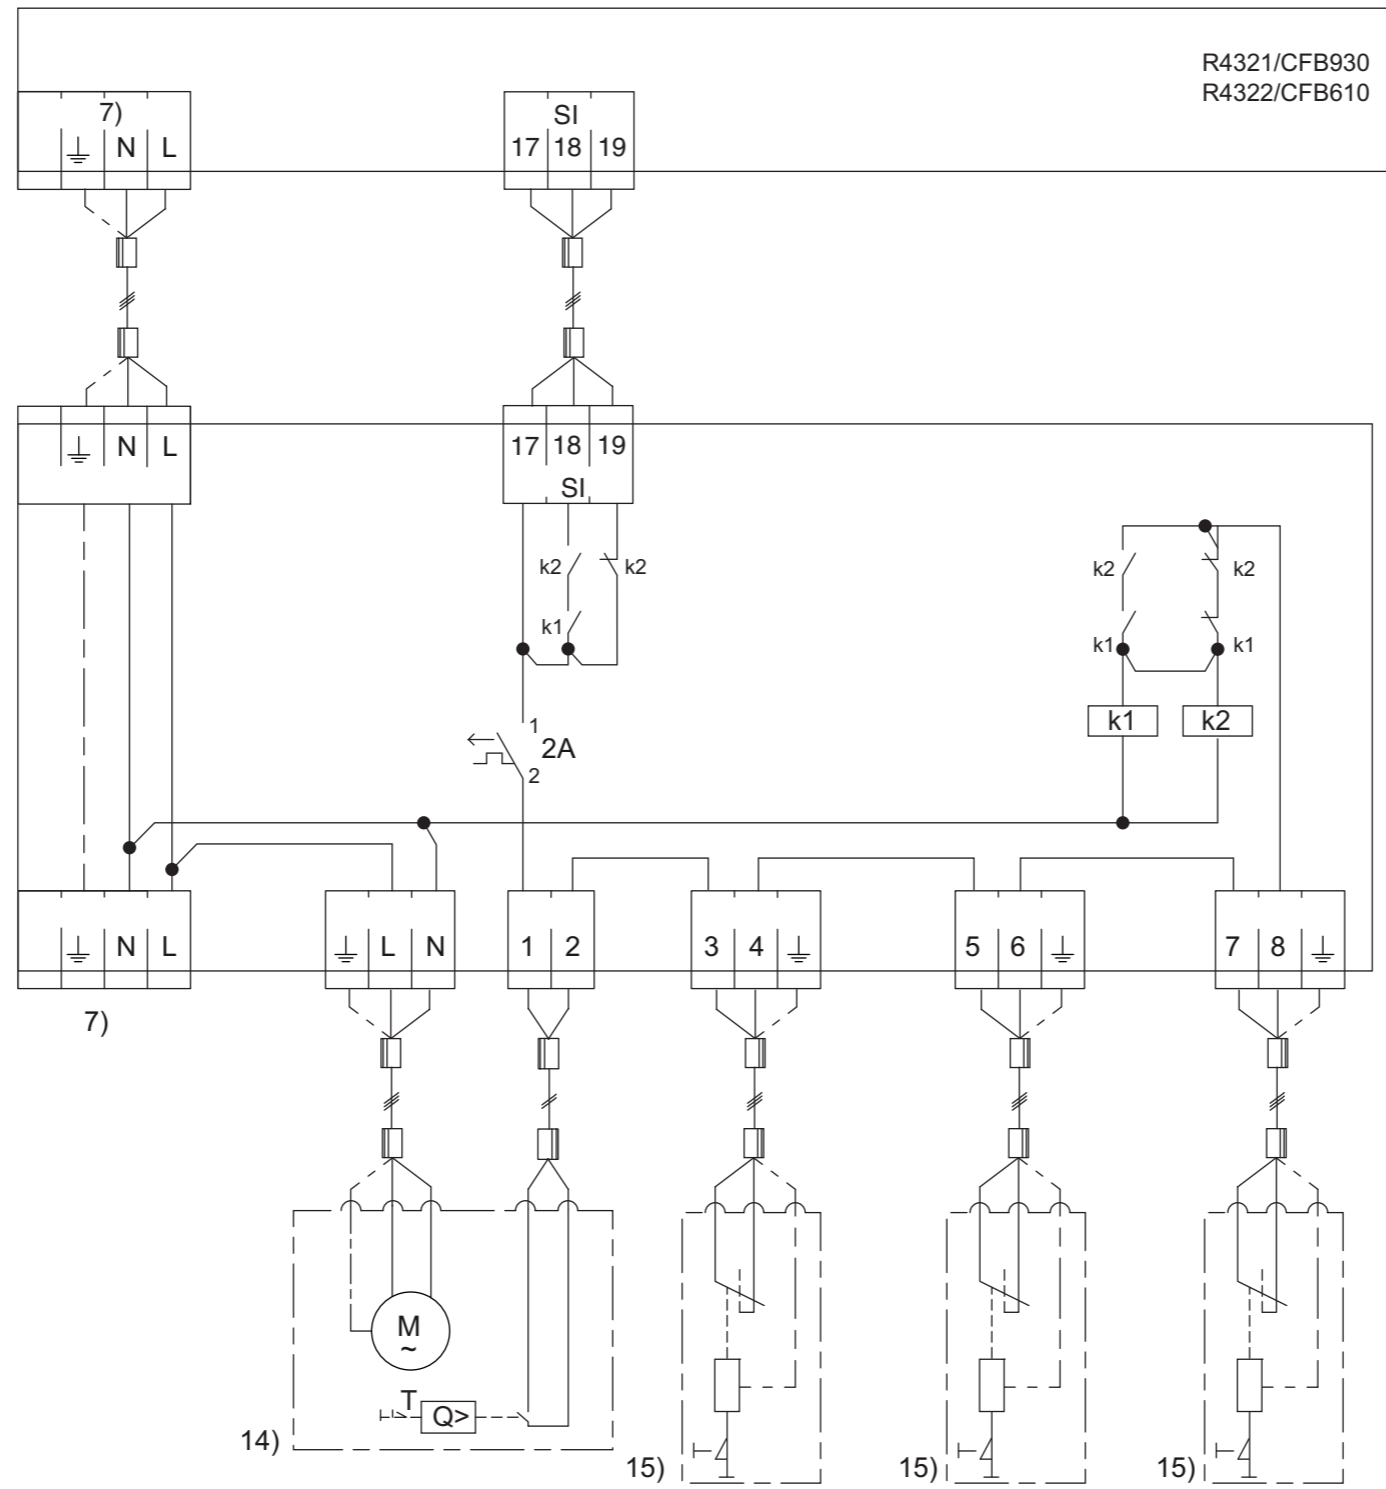 R4321/CFB930
R4322/CFB610
7) SI
N L 17 18 19
N L 17 18 19
SI
k2 k2 k2 k2
k1 k1 k1
k1 k2
1
2A
2
N L L N 1 2 3 4 5 6 7 8
7)
M
~
T Q>
14) 15) 15) 15)